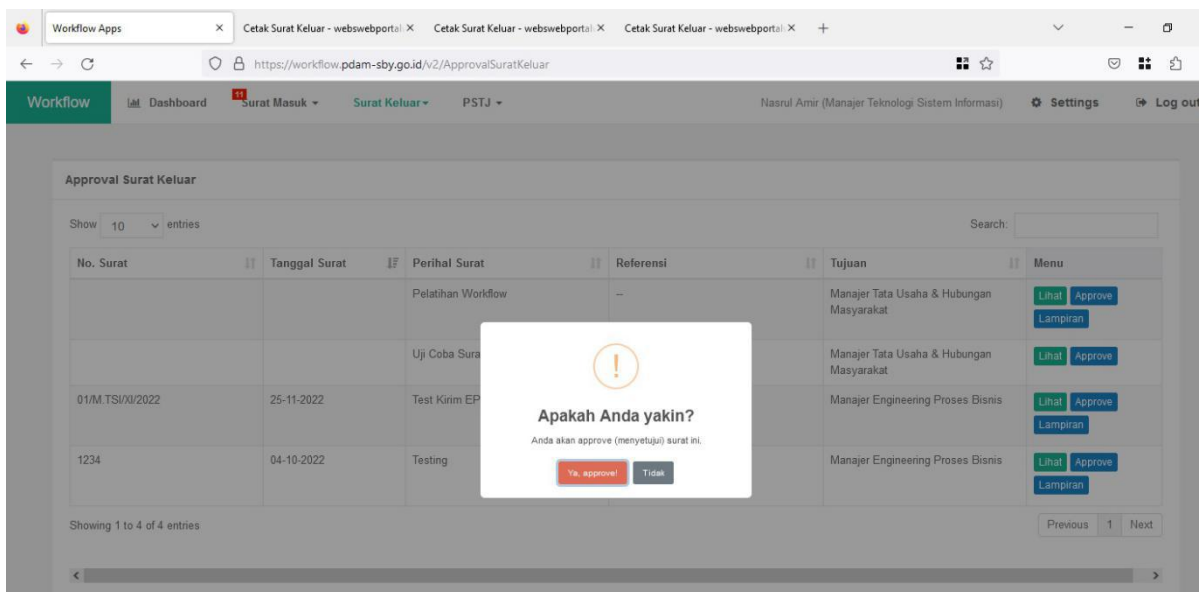 Workflow Apps
Cetak Surat Keluar - webswebportal
Cetak Surat Keluar - webswebportal
Cetak Surat Keluar - webswebportal
https://workflow.pdam-sby.go.id/v2/ApprovalSuratKeluar
Workflow Dashboard 11 Surat Masuk Surat Keluar PSTJ Nasrul Amir (Manajer Teknologi Sistem Informasi) Settings Log out
Approval Surat Keluar
Show 10 entries Search:
No. Surat Tanggal Surat Perihal Surat Referensi Tujuan Menu
Pelatihan Workflow -- Manajer Tata Usaha & Hubungan Lihat Approve
Masyarakat Lampiran
Uji Coba Sura Manajer Tata Usaha & Hubungan Lihat Approve
Masyarakat
01/M.TSI/XI/2022 25-11-2022 Test Kirim EP Manajer Engineering Proses Bisnis Lihat Approve
Lampiran
1234 04-10-2022 Testing Manajer Engineering Proses Bisnis Lihat Approve
Lampiran
!
Apakah Anda yakin?
Anda akan approve (menyetujui) surat ini.
Ya, approve! Tidak
Showing 1 to 4 of 4 entries Previous 1 Next